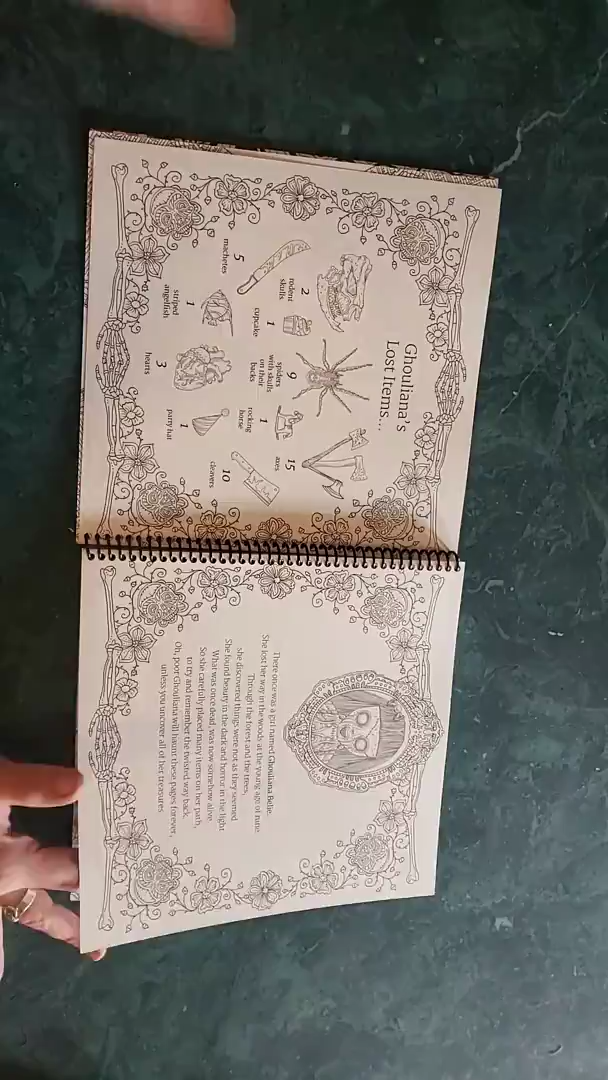 Ghouliana's
Lost Items...
2
rodent
skulls
9
spiders
with skulls
on their
backs
15
axes
5
machetes
1
cupcake
1
rocking
horse
10
cleavers
1
striped
angelfish
3
hearts
1
party hat
There once was a girl named Ghouliana Belle.
She lost her way in the woods at the young age of nine.
Through the forest and the trees,
she discovered things were not as they seemed.
She found beauty in the dark and horror in the light.
What was once dead, was now somehow alive.
So she carefully placed many items on her path,
to try and remember the twisted way back.
Oh, poor Ghouliana will haunt these pages forever,
unless you uncover all of her treasures